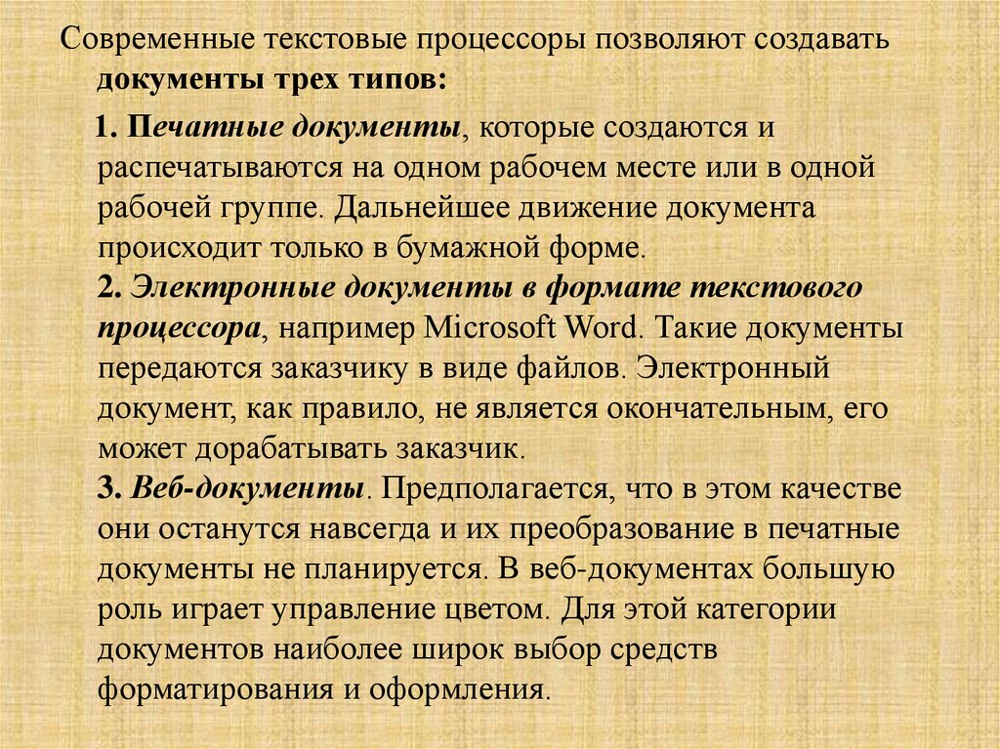 Современные текстовые процессоры позволяют создавать
документы трех типов:
1. Печатные документы, которые создаются и
распечатываются на одном рабочем месте или в одной
рабочей группе. Дальнейшее движение документа
происходит только в бумажной форме.
2. Электронные документы в формате текстового
процессора, например Microsoft Word. Такие документы
передаются заказчику в виде файлов. Электронный
документ, как правило, не является окончательным, его
может дорабатывать заказчик.
3. Веб-документы. Предполагается, что в этом качестве
они останутся навсегда и их преобразование в печатные
документы не планируется. В веб-документах большую
роль играет управление цветом. Для этой категории
документов наиболее широк выбор средств
форматирования и оформления.